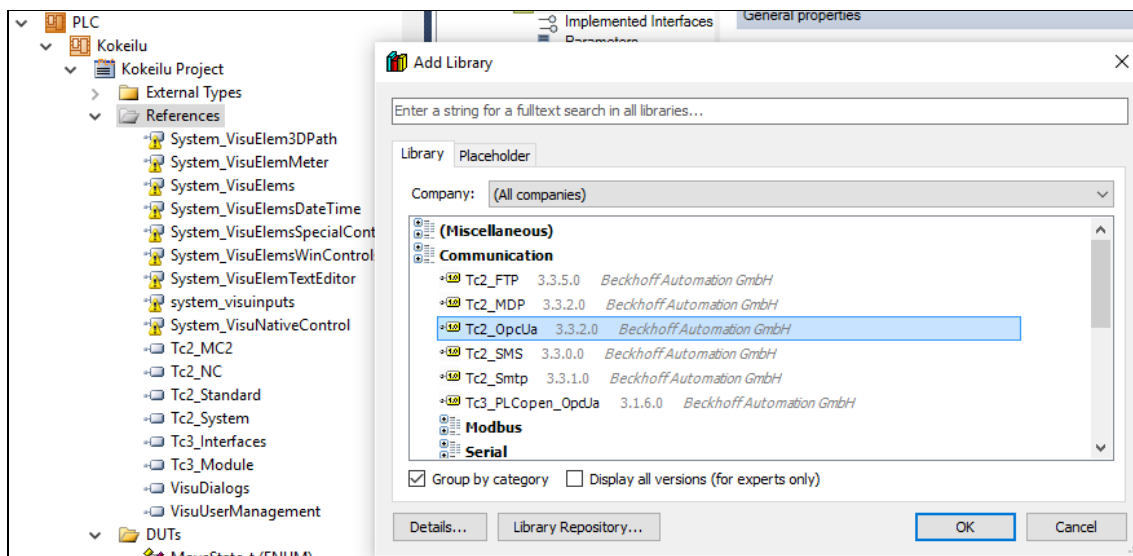 PLC
Kokeilu
Kokeilu Project
External Types
References
System_VisuElem3DPath
System_VisuElemMeter
System_VisuElems
System_VisuElemsDateTime
System_VisuElemsSpecialCont
System_VisuElemsWinControl
System_VisuElemTextEditor
system_visuinputs
System_VisuNativeControl
Tc2_MC2
Tc2_NC
Tc2_Standard
Tc2_System
Tc3_Interfaces
Tc3_Module
VisuDialogs
VisuUserManagement
DUTs
MoveState_t (ENUM)
Implemented Interfaces
Parameters
General properties
Add Library
Enter a string for a fulltext search in all libraries...
Library Placeholder
Company: (All companies)
(Miscellaneous)
Communication
Tc2_FTP 3.3.5.0 Beckhoff Automation GmbH
Tc2_MDP 3.3.2.0 Beckhoff Automation GmbH
Tc2_OpcUa 3.3.2.0 Beckhoff Automation GmbH
Tc2_SMS 3.3.0.0 Beckhoff Automation GmbH
Tc2_Smtp 3.3.1.0 Beckhoff Automation GmbH
Tc3_PLCopen_OpcUa 3.1.6.0 Beckhoff Automation GmbH
Modbus
Serial
Group by category Display all versions (for experts only)
Details... Library Repository... OK Cancel